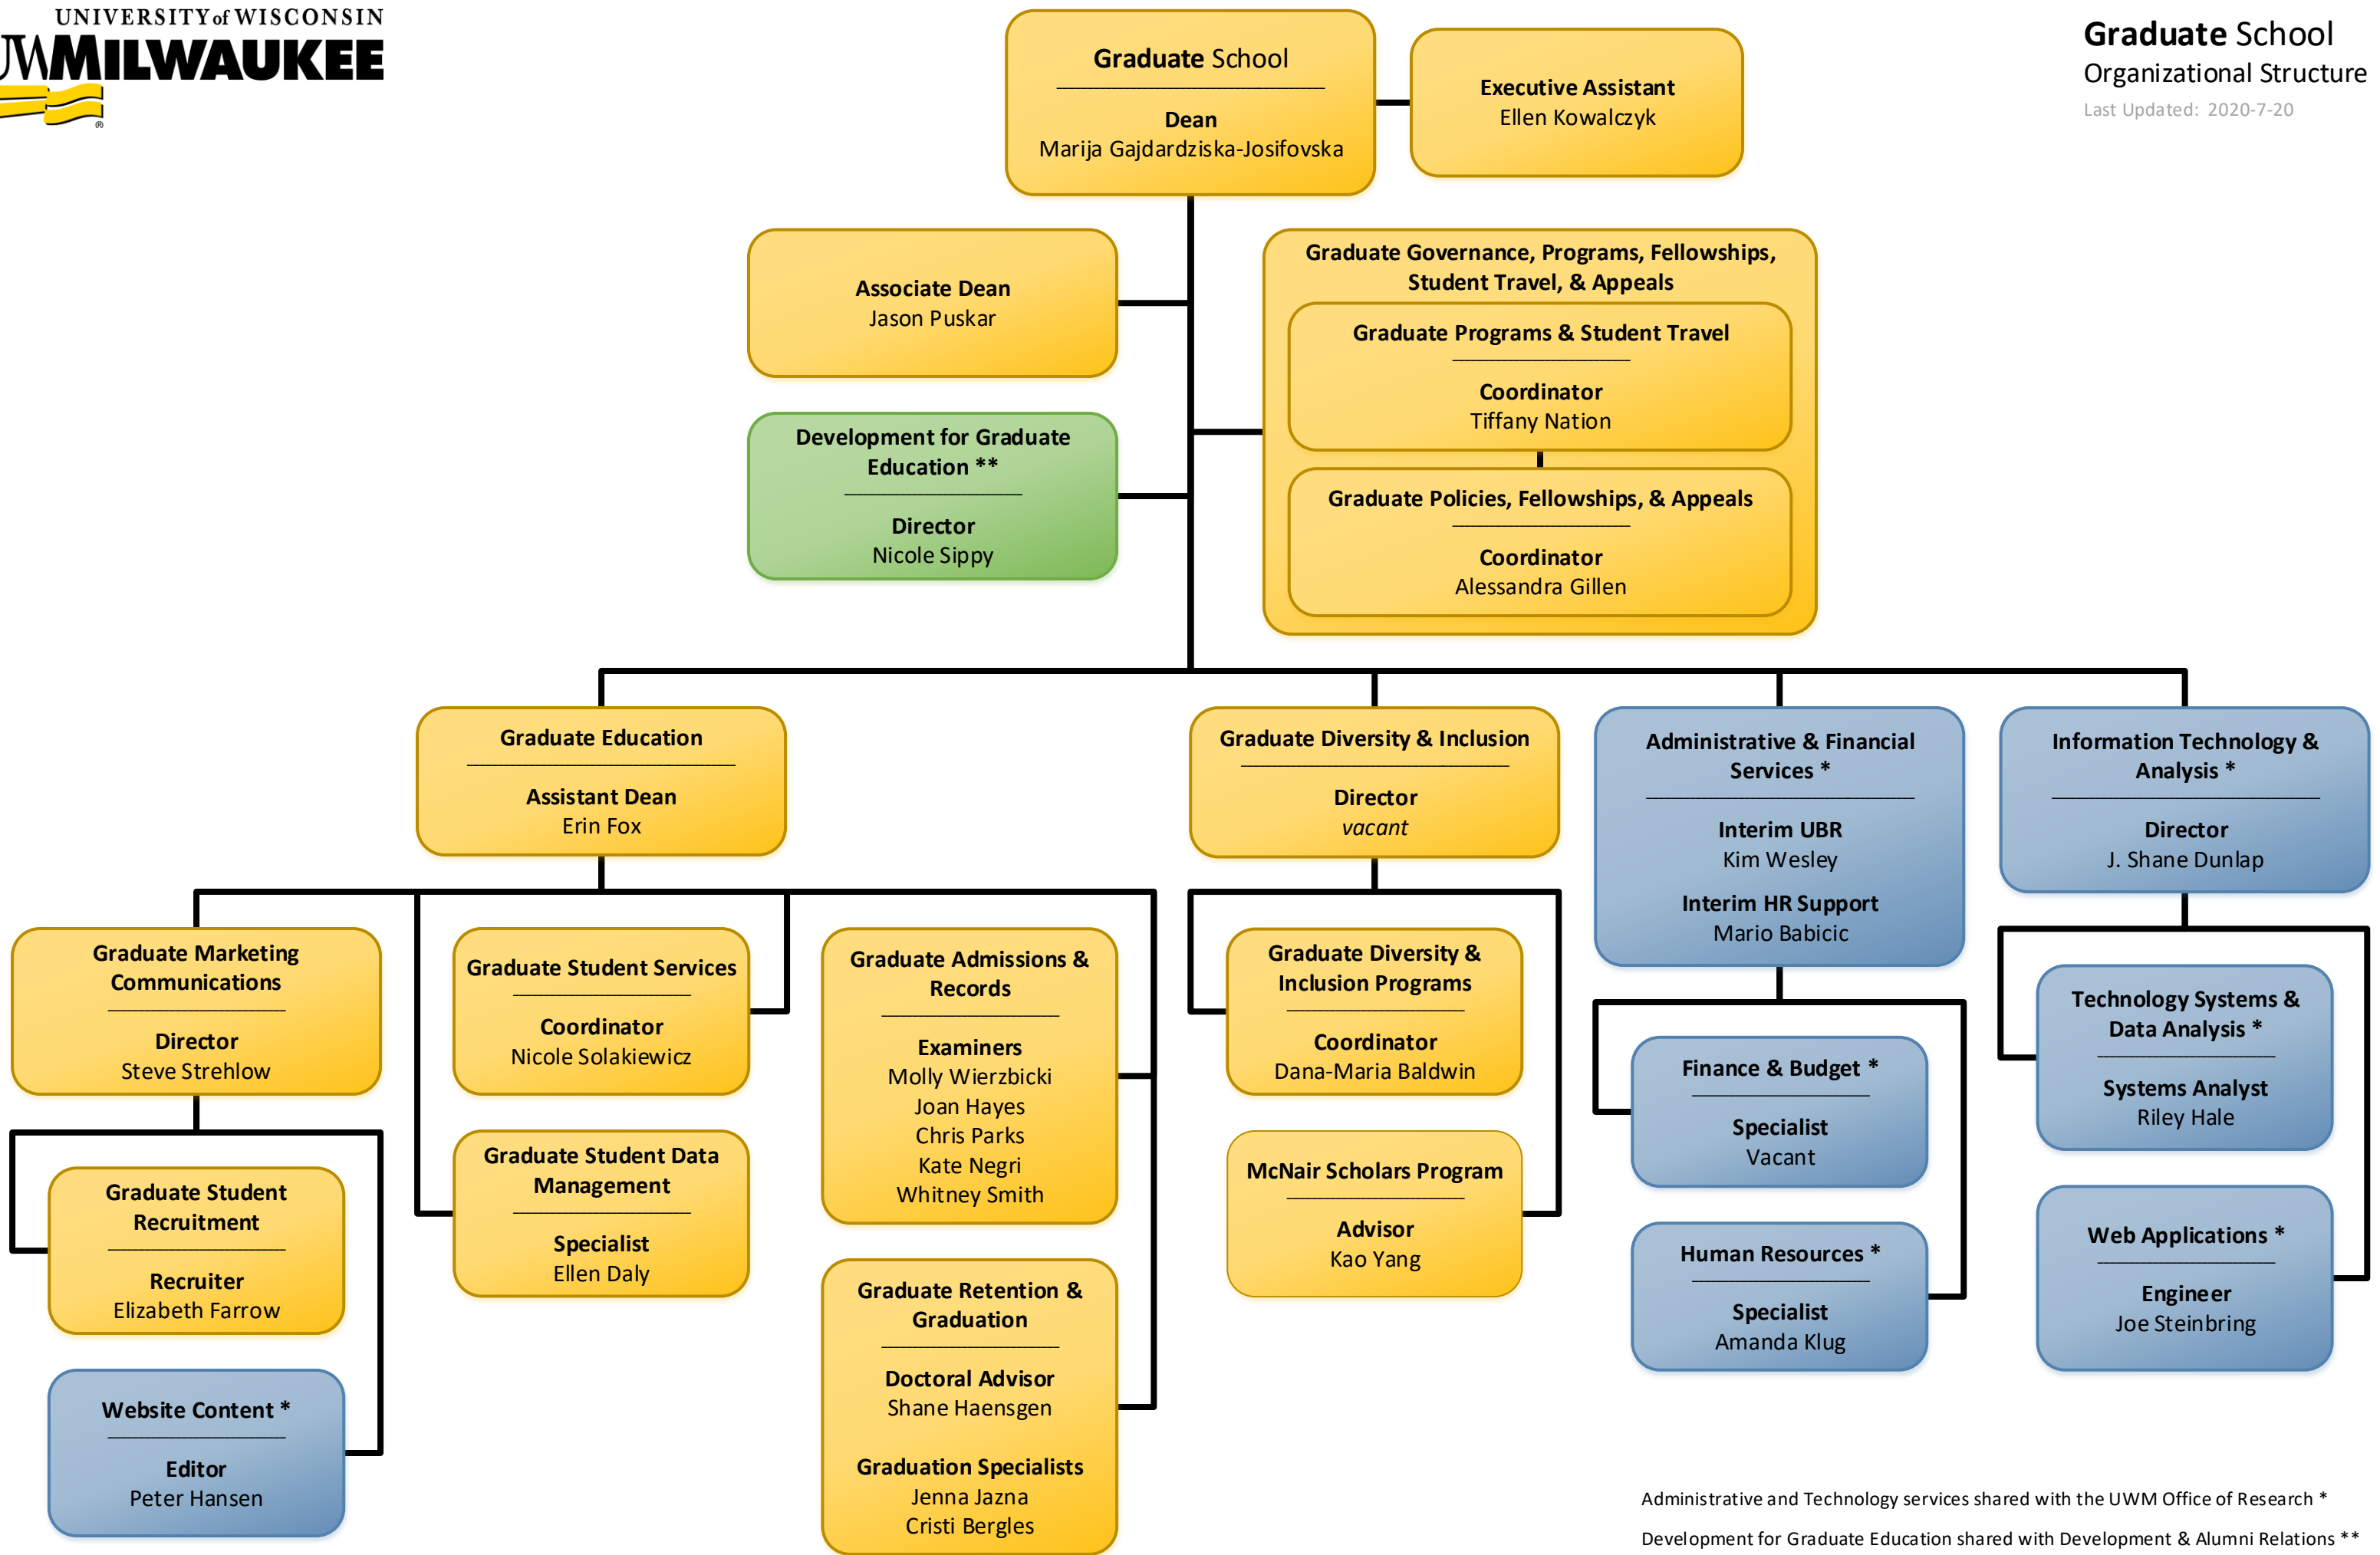 UNIVERSITY of WISCONSIN
UWMILWAUKEE
®
Graduate School
Organizational Structure
Last Updated: 2020-7-20
Graduate School
Dean
Marija Gajdardziska-Josifovska
Executive Assistant
Ellen Kowalczyk
Associate Dean
Jason Puskar
Development for Graduate
Education **
Director
Nicole Sippy
Graduate Governance, Programs, Fellowships,
Student Travel, & Appeals
Graduate Programs & Student Travel
Coordinator
Tiffany Nation
Graduate Policies, Fellowships, & Appeals
Coordinator
Alessandra Gillen
Graduate Education
Assistant Dean
Erin Fox
Graduate Diversity & Inclusion
Director
vacant
Administrative & Financial
Services *
Interim UBR
Kim Wesley
Interim HR Support
Mario Babicic
Information Technology &
Analysis *
Director
J. Shane Dunlap
Graduate Marketing
Communications
Director
Steve Strehlow
Graduate Student Recruitment
Recruiter
Elizabeth Farrow
Website Content *
Editor
Peter Hansen
Graduate Student Services
Coordinator
Nicole Solakiewicz
Graduate Student Data
Management
Specialist
Ellen Daly
Graduate Admissions &
Records
Examiners
Molly Wierzbicki
Joan Hayes
Chris Parks
Kate Negri
Whitney Smith
Graduate Retention &
Graduation
Doctoral Advisor
Shane Haensgen
Graduation Specialists
Jenna Jazna
Cristi Bergles
Graduate Diversity &
Inclusion Programs
Coordinator
Dana-Maria Baldwin
McNair Scholars Program
Advisor
Kao Yang
Finance & Budget *
Specialist
Vacant
Human Resources *
Specialist
Amanda Klug
Technology Systems &
Data Analysis *
Systems Analyst
Riley Hale
Web Applications *
Engineer
Joe Steinbring
Administrative and Technology services shared with the UWM Office of Research *
Development for Graduate Education shared with Development & Alumni Relations **